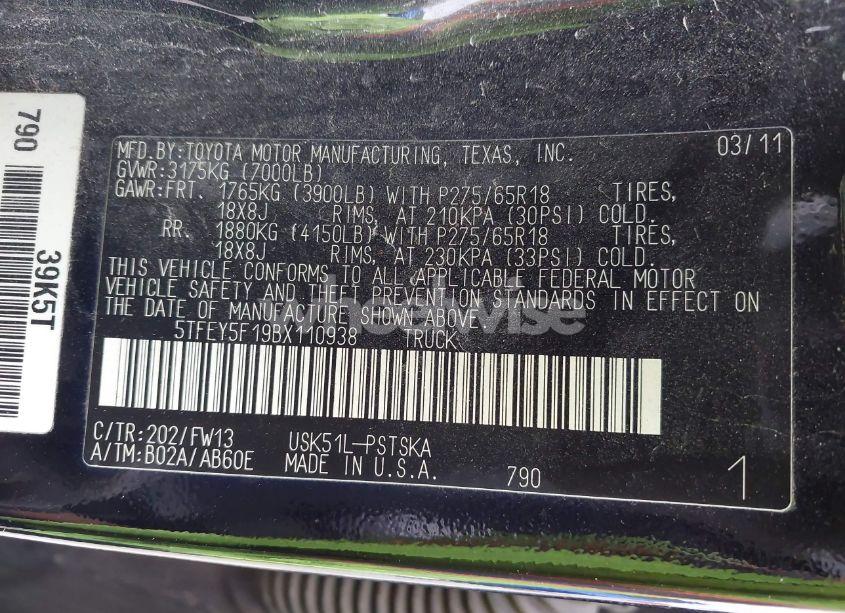 790
39K5T
MFD.BY:TOYOTA MOTOR MANUFACTURING, TEXAS, INC. 03/11
GVWR:3175KG (7000LB)
GAWR:FRT. 1765KG (3900LB) WITH P275/65R18 TIRES,
18X8J RIMS, AT 210KPA (30PSI) COLD.
RR. 1880KG (4150LB) WITH P275/65R18 TIRES,
18X8J RIMS, AT 230KPA (33PSI) COLD.
THIS VEHICLE CONFORMS TO ALL APPLICABLE FEDERAL MOTOR
VEHICLE SAFETY AND THEFT PREVENTION STANDARDS IN EFFECT ON
THE DATE OF MANUFACTURE SHOWN ABOVE.
wheelwise
5TFEY5F19BX110938 TRUCK
C/TR:202/FW13 USK51L-PSTSKA
A/TM:B02A/AB60E MADE IN U.S.A. 790 1